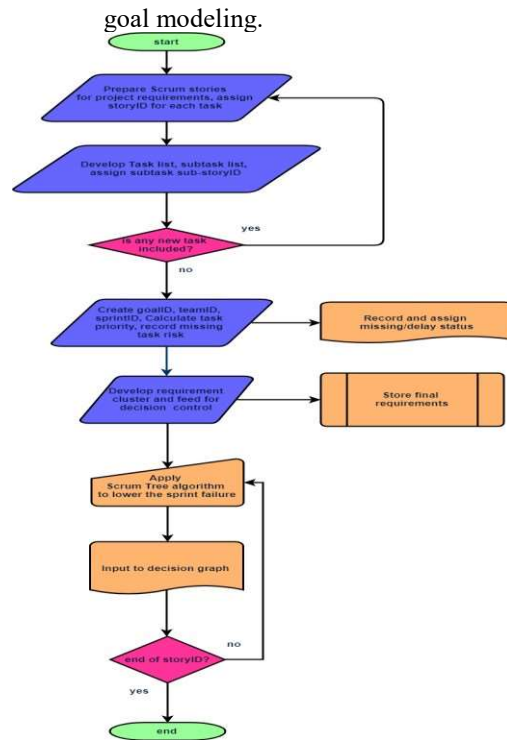 goal modeling.
start
Prepare Scrum stories
for project requirements, assign
storyID for each task
Develop Task list, subtask list,
assign subtask sub-storyID
yes
Is any new task
included?
no
Create goalID, teamID,
sprintID, Calculate task
priority, record missing
task risk
Record and assign
missing/delay status
Develop requirement
cluster and feed for
decision control
Store final
requirements
Apply
Scrum Tree algorithm
to lower the sprint failure
Input to decision graph
no
end of storyID?
yes
end